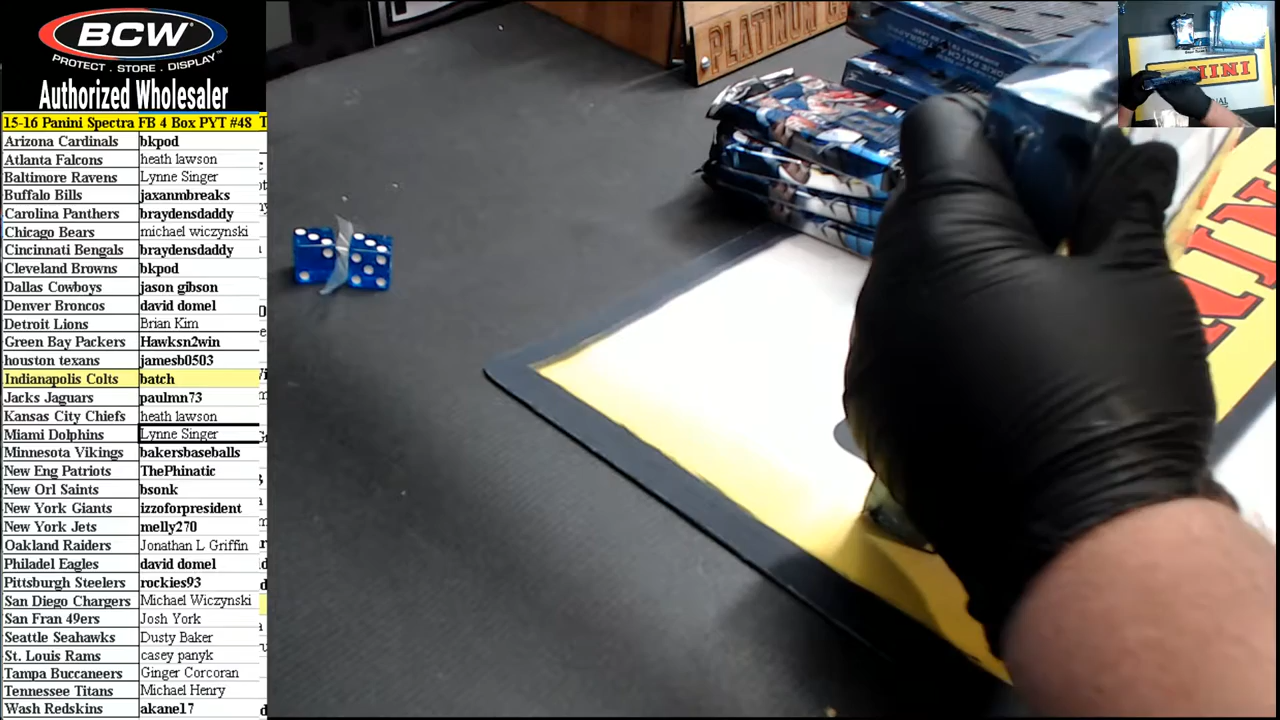 BCW
PROTECT . STORE . DISPLAY
Authorized Wholesaler
15-16 Panini Spectra FB 4 Box PYT #48
Arizona Cardinals bkpod
Atlanta Falcons heath lawson
Baltimore Ravens Lynne Singer
Buffalo Bills jaxanmbreaks
Carolina Panthers braydensdaddy
Chicago Bears michael wiczynski
Cincinnati Bengals braydensdaddy
Cleveland Browns bkpod
Dallas Cowboys jason gibson
Denver Broncos david domel
Detroit Lions Brian Kim
Green Bay Packers Hawksn2win
houston texans jamesb0503
Indianapolis Colts batch
Jacks Jaguars paulmn73
Kansas City Chiefs heath lawson
Miami Dolphins Lynne Singer
Minnesota Vikings bakersbaseballs
New Eng Patriots ThePhinatic
New Orl Saints bsonk
New York Giants izzoforpresident
New York Jets melly270
Oakland Raiders Jonathan L Griffin
Philadel Eagles david domel
Pittsburgh Steelers rockies93
San Diego Chargers Michael Wiczynski
San Fran 49ers Josh York
Seattle Seahawks Dusty Baker
St. Louis Rams casey panyk
Tampa Buccaneers Ginger Corcoran
Tennessee Titans Michael Henry
Wash Redskins akane17
PLATINUM